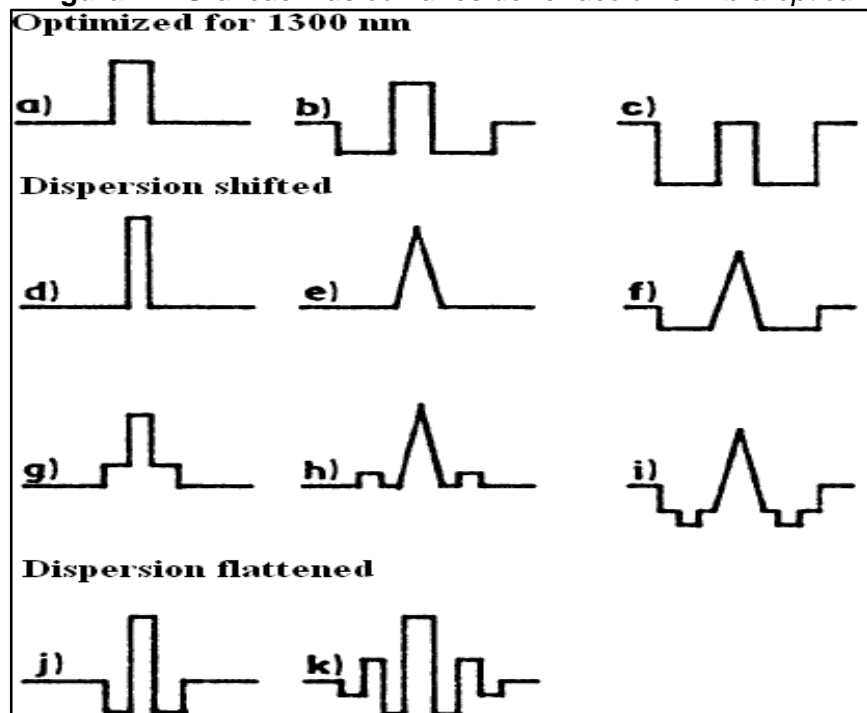 Optimized for 1300 nm
a) b) c)
Dispersion shifted
d) e) f)
g) h) i)
Dispersion flattened
j) k)